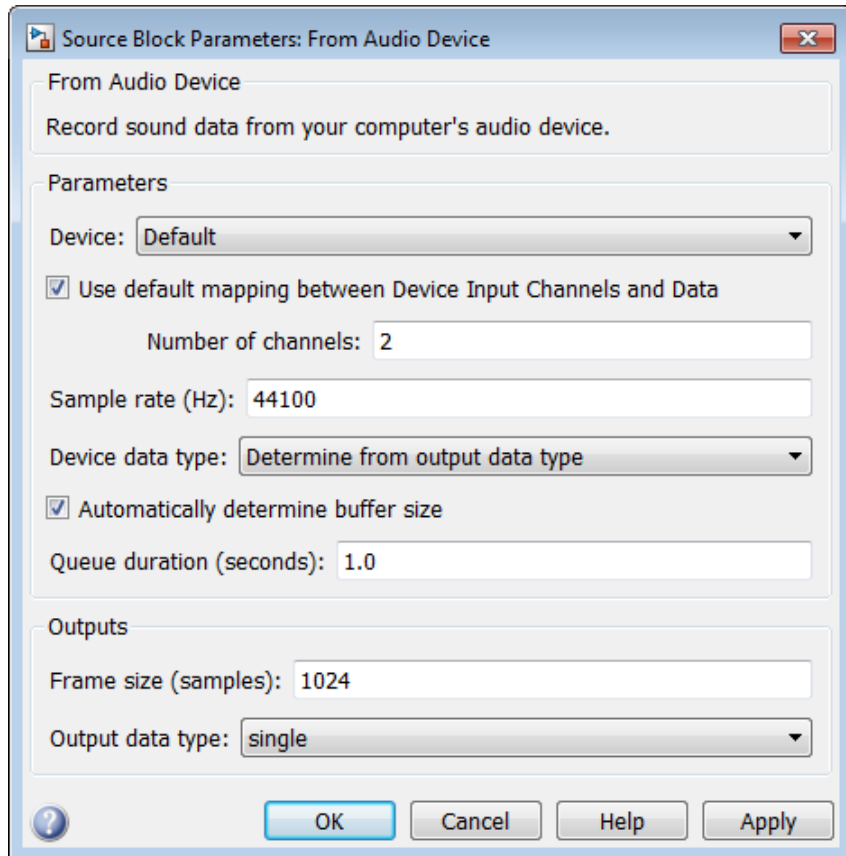 Source Block Parameters: From Audio Device
From Audio Device
Record sound data from your computer's audio device.
Parameters
Device: Default
Use default mapping between Device Input Channels and Data
Number of channels: 2
Sample rate (Hz): 44100
Device data type: Determine from output data type
Automatically determine buffer size
Queue duration (seconds): 1.0
Outputs
Frame size (samples): 1024
Output data type: single
? OK Cancel Help Apply